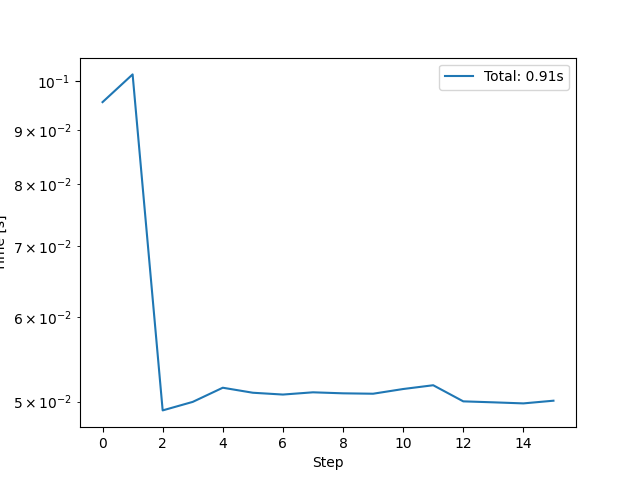 Total: 0.91s
10⁻¹
9 × 10⁻²
8 × 10⁻²
7 × 10⁻²
6 × 10⁻²
5 × 10⁻²
Time [s]
0 2 4 6 8 10 12 14
Step